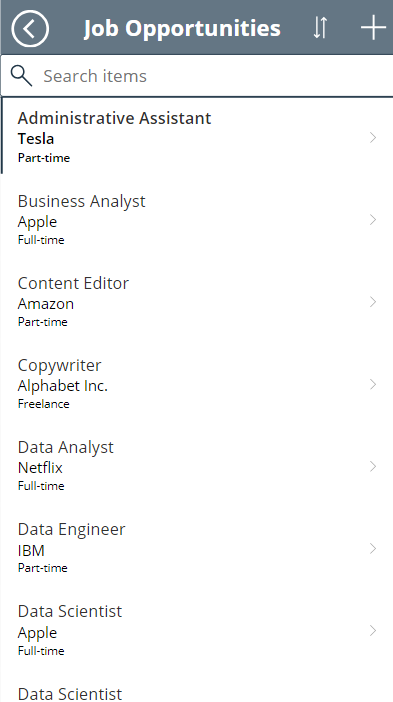 Job Opportunities
Search items
Administrative Assistant
Tesla
Part-time
Business Analyst
Apple
Full-time
Content Editor
Amazon
Part-time
Copywriter
Alphabet Inc.
Freelance
Data Analyst
Netflix
Full-time
Data Engineer
IBM
Part-time
Data Scientist
Apple
Full-time
Data Scientist